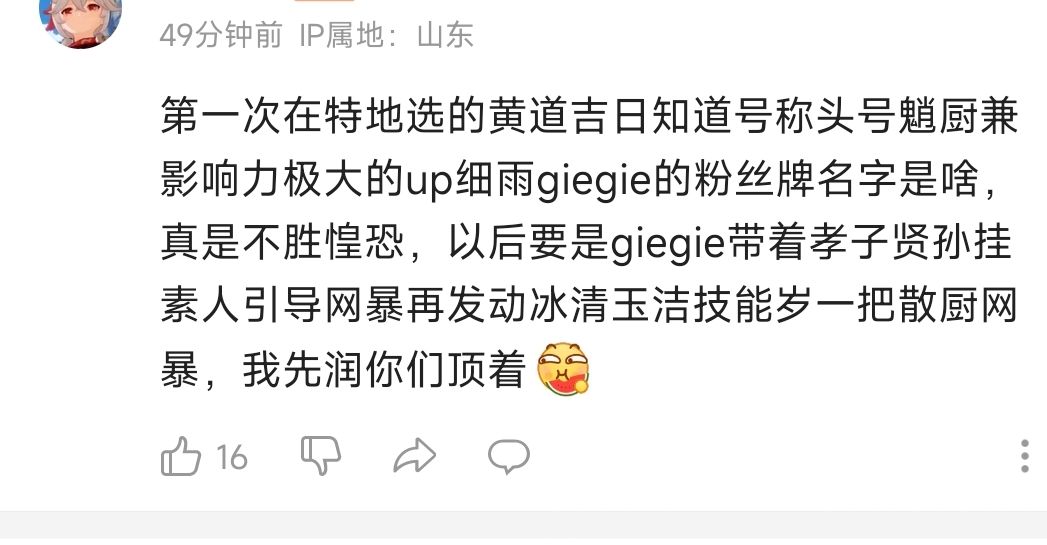 49分钟前 IP属地：山东
第一次在特地选的黄道吉日知道号称头号魈厨兼
影响力极大的up细雨giegie的粉丝牌名字是啥，
真是不胜惶恐，以后要是giegie带着孝子贤孙挂
素人引导网暴再发动冰清玉洁技能岁一把散厨网
暴，我先润你们顶着
16